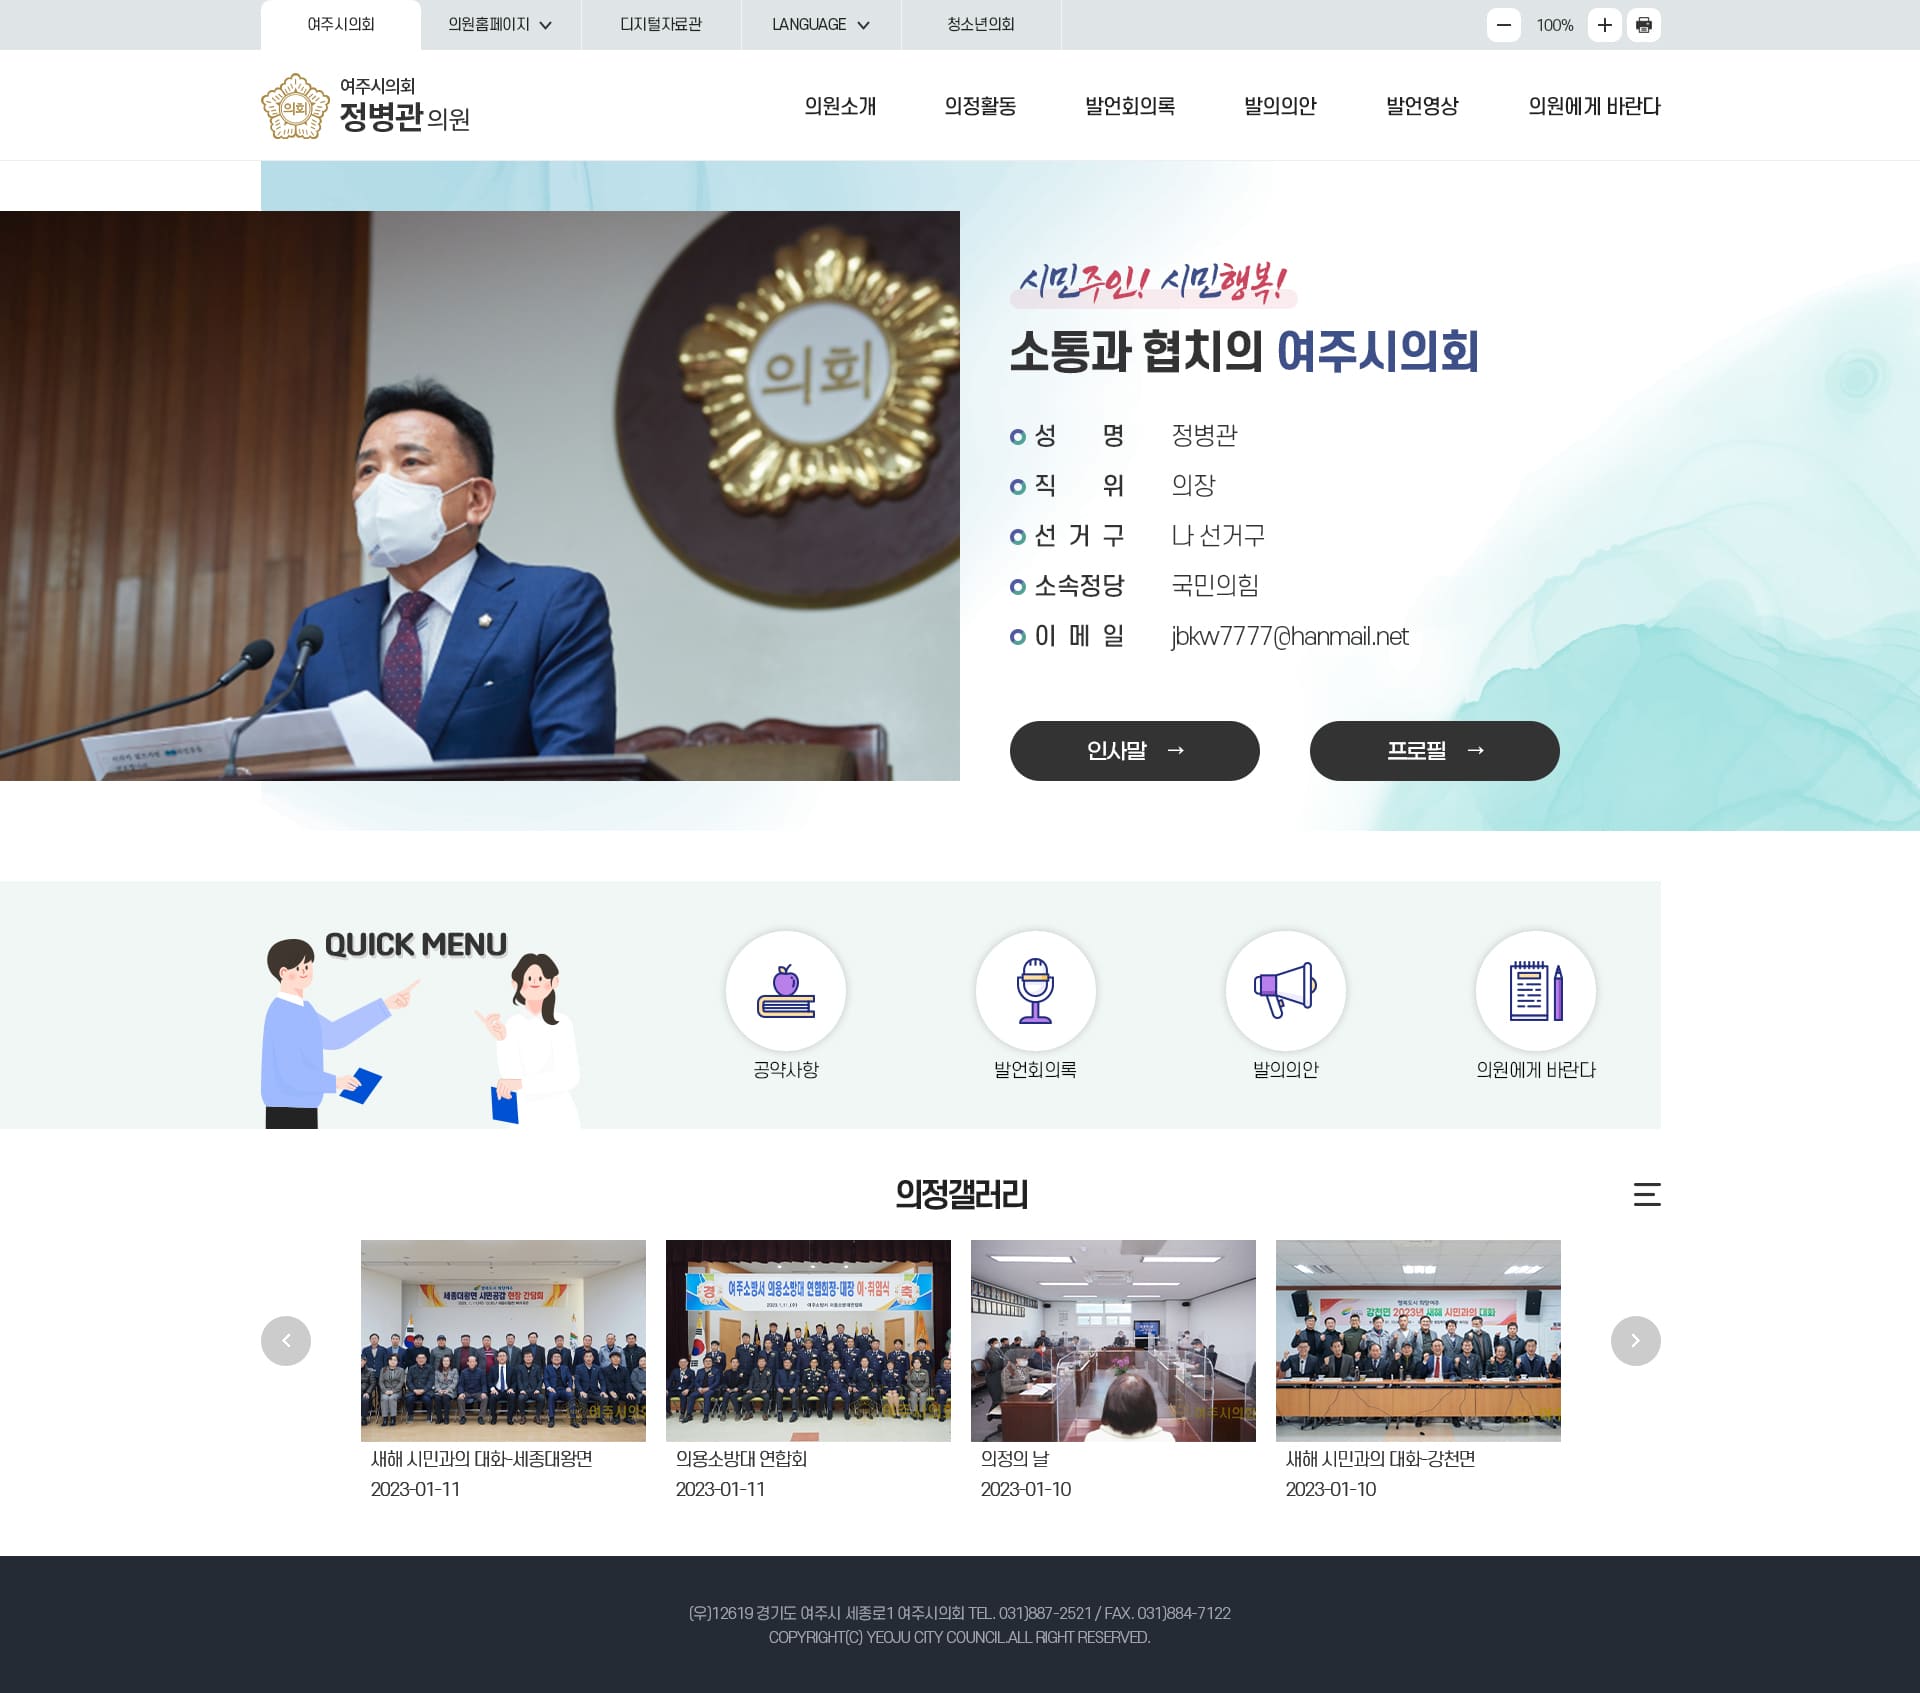 여주시의회
의원홈페이지
디지털자료관
LANGUAGE
청소년의회
100%
의회
여주시의회
정병관 의원
의원소개
의정활동
발언회의록
발의의안
발언영상
의원에게 바란다
의회
시민주인! 시민행복!
소통과 협치의 여주시의회
성 명 정병관
직 위 의장
선 거 구 나 선거구
소속정당 국민의힘
이 메 일 jbkw7777@hanmail.net
인사말 →
프로필 →
QUICK MENU
공약사항
발언회의록
발의의안
의원에게 바란다
의정갤러리
세종대왕면 시민공감 현장 간담회
경 여주소방서 의용소방대 연합회장·대장 이·취임식 축
행복도시 희망여주
강천면 2023년 새해 시민과의 대화
새해 시민과의 대화-세종대왕면
2023-01-11
의용소방대 연합회
2023-01-11
의정의 날
2023-01-10
새해 시민과의 대화-강천면
2023-01-10
(우)12619 경기도 여주시 세종로1 여주시의회 TEL. 031)887-2521 / FAX. 031)884-7122
COPYRIGHT(C) YEOJU CITY COUNCIL.ALL RIGHT RESERVED.